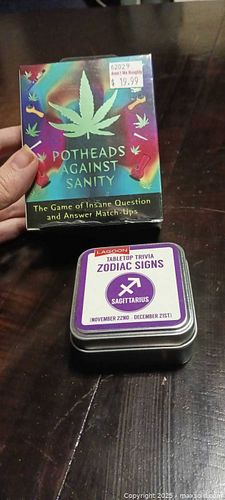 62029
$ 19.99
POTHEADS
AGAINST
SANITY
The Game of Insane Question
and Answer Match-Ups
LAGOON
TABLETOP TRIVIA
ZODIAC SIGNS
SAGITTARIUS
(NOVEMBER 22ND - DECEMBER 21ST)
Copyright 2025 - maxsold.com